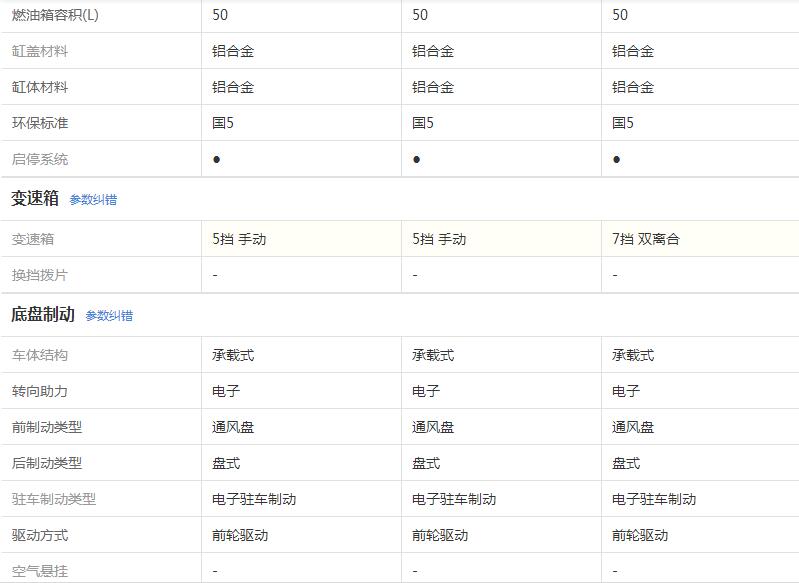 燃油箱容积(L) 50 50 50
缸盖材料 铝合金 铝合金 铝合金
缸体材料 铝合金 铝合金 铝合金
环保标准 国5 国5 国5
启停系统 ● ● ●
变速箱 参数纠错
变速箱 5挡 手动 5挡 手动 7挡 双离合
换挡拨片 - - -
底盘制动 参数纠错
车体结构 承载式 承载式 承载式
转向助力 电子 电子 电子
前制动类型 通风盘 通风盘 通风盘
后制动类型 盘式 盘式 盘式
驻车制动类型 电子驻车制动 电子驻车制动 电子驻车制动
驱动方式 前轮驱动 前轮驱动 前轮驱动
空气悬挂 - - -